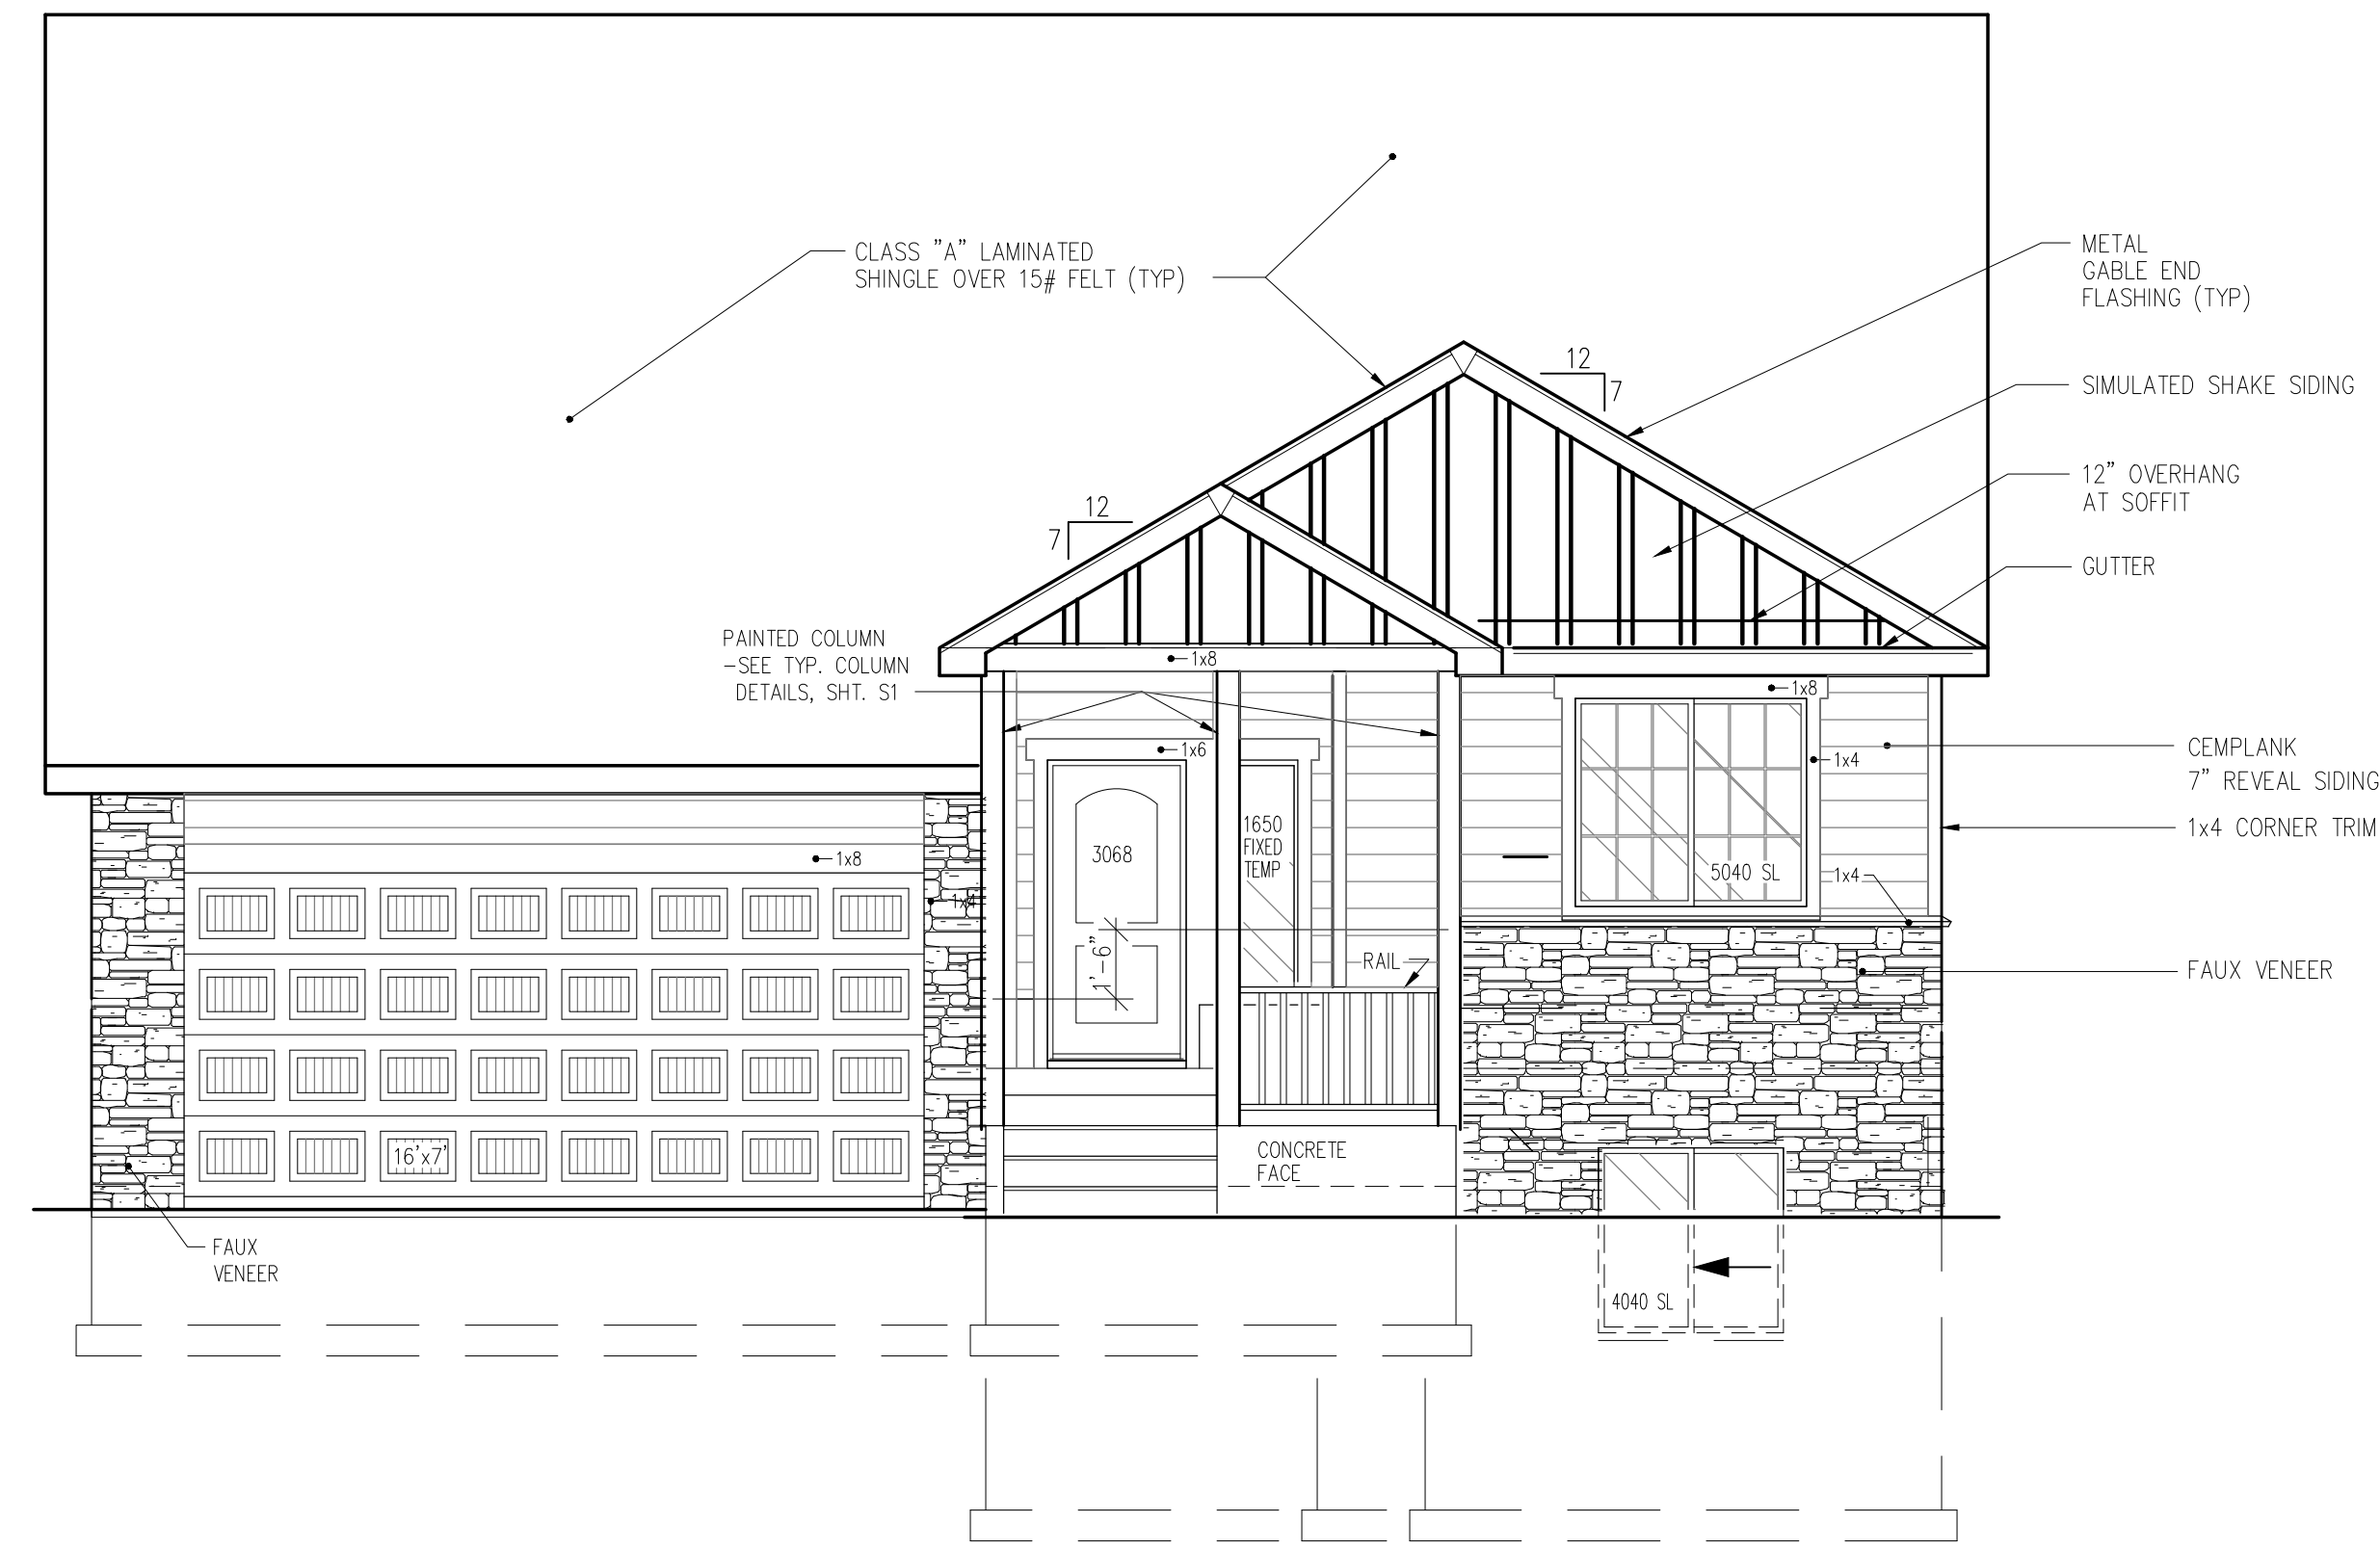 CLASS "A" LAMINATED
SHINGLE OVER 15# FELT (TYP)
METAL
GABLE END
FLASHING (TYP)
12
7
SIMULATED SHAKE SIDING
12" OVERHANG
AT SOFFIT
12
7
GUTTER
PAINTED COLUMN
-SEE TYP. COLUMN
DETAILS, SHT. S1
1x8
1x8
1x6
1x4
CEMPLANK
7" REVEAL SIDING
1x4 CORNER TRIM
1650
FIXED
TEMP
3068
1x8
5040 SL
1x4
1x4
1'-6"
RAIL
FAUX VENEER
16'x7'
CONCRETE
FACE
FAUX
VENEER
4040 SL